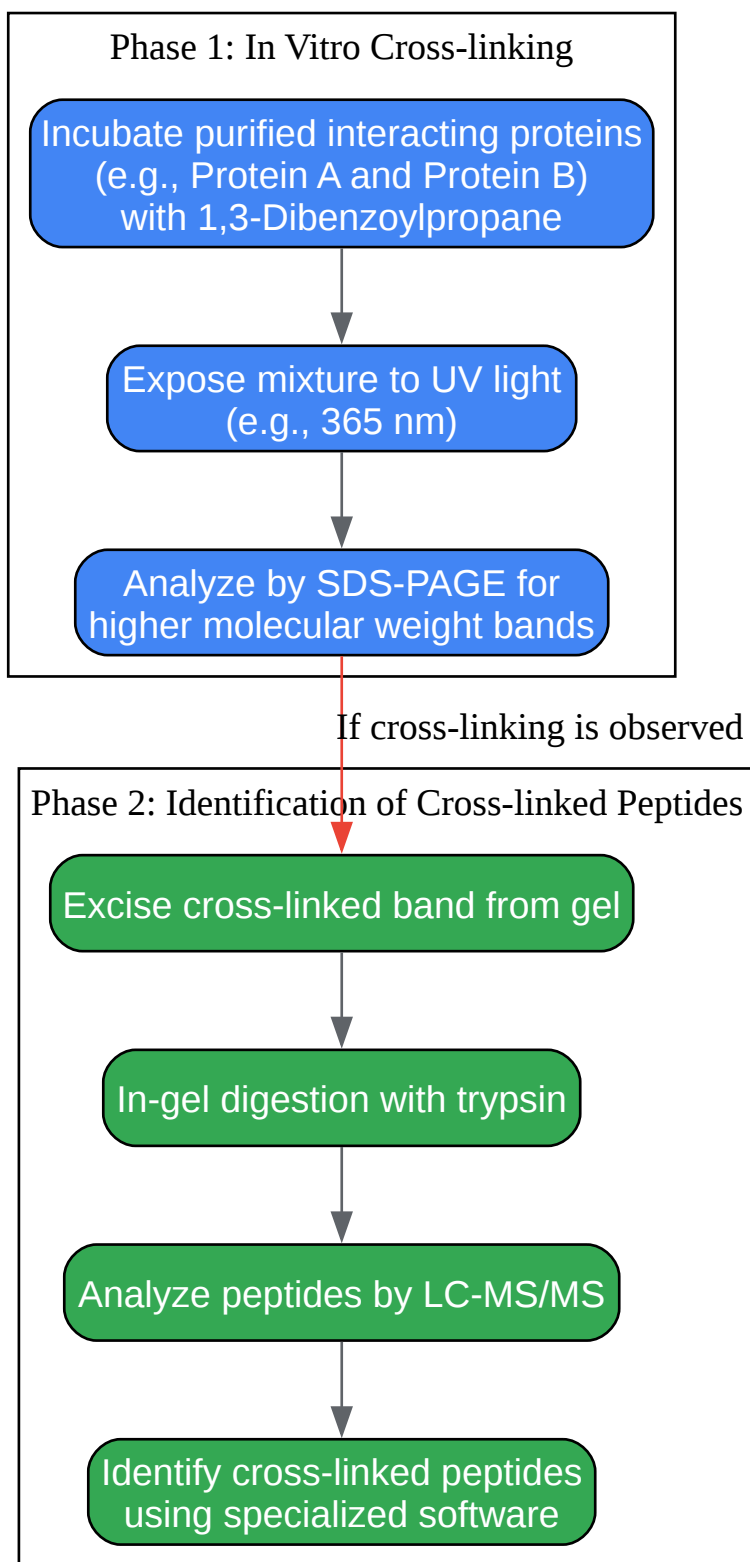 Phase 1: In Vitro Cross-linking
Incubate purified interacting proteins
(e.g., Protein A and Protein B)
with 1,3-Dibenzoylpropane
Expose mixture to UV light
(e.g., 365 nm)
Analyze by SDS-PAGE for
higher molecular weight bands
If cross-linking is observed
Phase 2: Identification of Cross-linked Peptides
Excise cross-linked band from gel
In-gel digestion with trypsin
Analyze peptides by LC-MS/MS
Identify cross-linked peptides
using specialized software